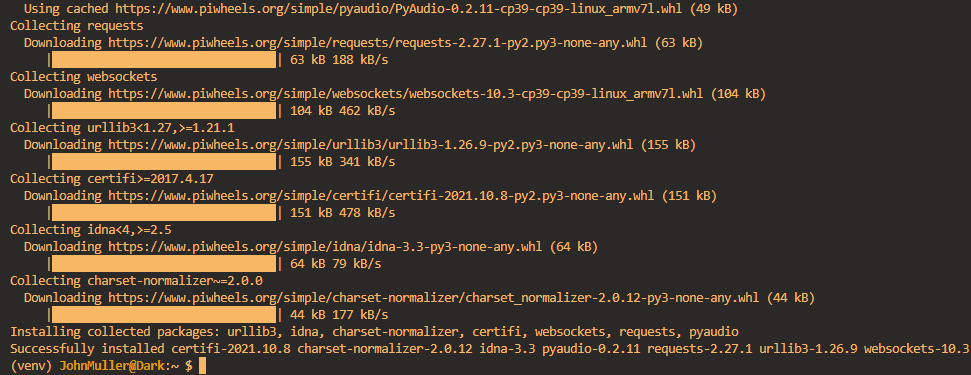 Using cached https://www.piwheels.org/simple/pyaudio/PyAudio-0.2.11-cp39-cp39-linux_armv7l.whl (49 kB)
Collecting requests
Downloading https://www.piwheels.org/simple/requests/requests-2.27.1-py2.py3-none-any.whl (63 kB)
| | 63 kB 188 kB/s
Collecting websockets
Downloading https://www.piwheels.org/simple/websockets/websockets-10.3-cp39-cp39-linux_armv7l.whl (104 kB)
| | 104 kB 462 kB/s
Collecting urllib3<1.27,>=1.21.1
Downloading https://www.piwheels.org/simple/urllib3/urllib3-1.26.9-py2.py3-none-any.whl (155 kB)
| | 155 kB 341 kB/s
Collecting certifi>=2017.4.17
Downloading https://www.piwheels.org/simple/certifi/certifi-2021.10.8-py2.py3-none-any.whl (151 kB)
| | 151 kB 478 kB/s
Collecting idna<4,>=2.5
Downloading https://www.piwheels.org/simple/idna/idna-3.3-py3-none-any.whl (64 kB)
| | 64 kB 79 kB/s
Collecting charset-normalizer~=2.0.0
Downloading https://www.piwheels.org/simple/charset-normalizer/charset_normalizer-2.0.12-py3-none-any.whl (44 kB)
| | 44 kB 177 kB/s
Installing collected packages: urllib3, idna, charset-normalizer, certifi, websockets, requests, pyaudio
Successfully installed certifi-2021.10.8 charset-normalizer-2.0.12 idna-3.3 pyaudio-0.2.11 requests-2.27.1 urllib3-1.26.9 websockets-10.3
(venv) JohnMuller@Dark:~ $